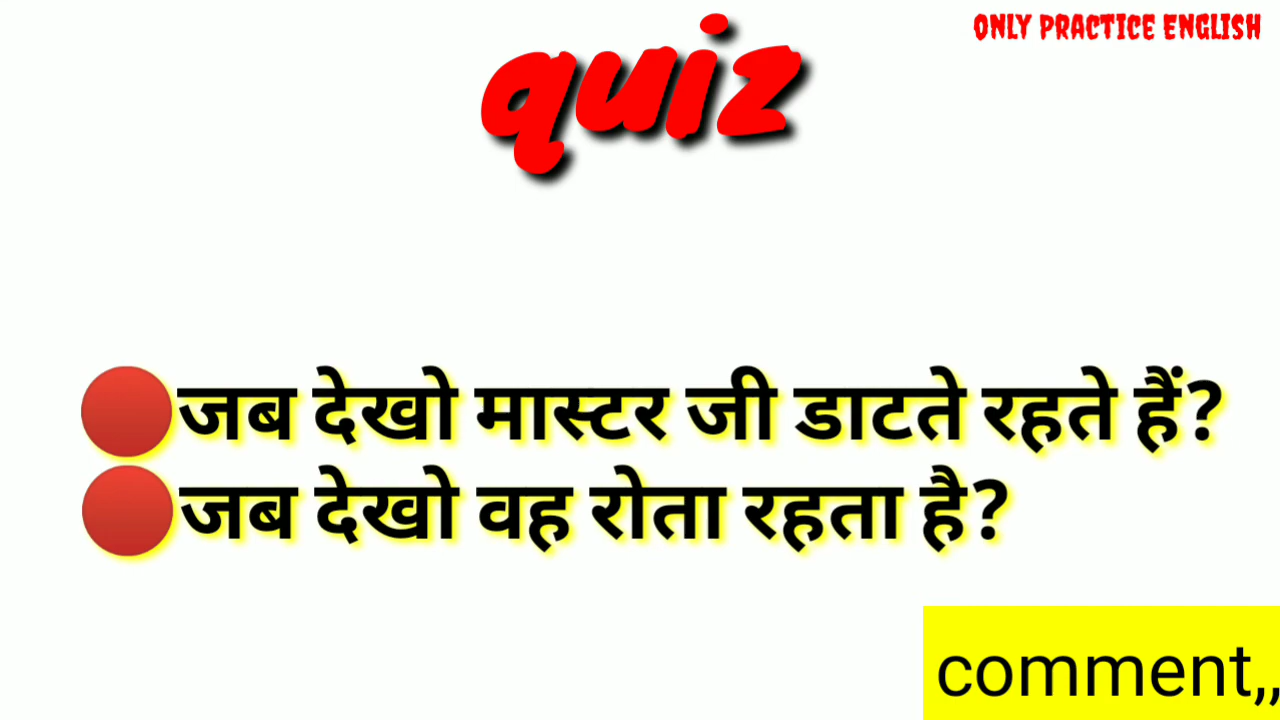 ONLY PRACTICE ENGLISH
quiz
जब देखो मास्टर जी डाटते रहते हैं?
जब देखो वह रोता रहता है?
comment,,